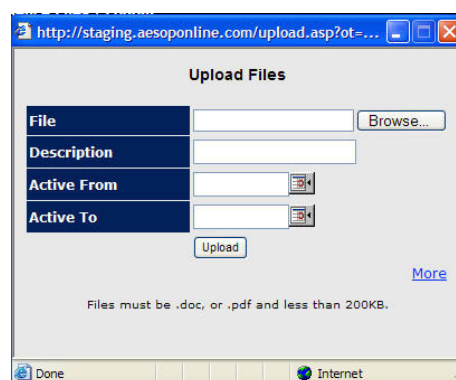 http://staging.aesoponline.com/upload.asp?ot=...
Upload Files
File
Browse...
Description
Active From
Active To
Upload
More
Files must be .doc, or .pdf and less than 200KB.
Done
Internet